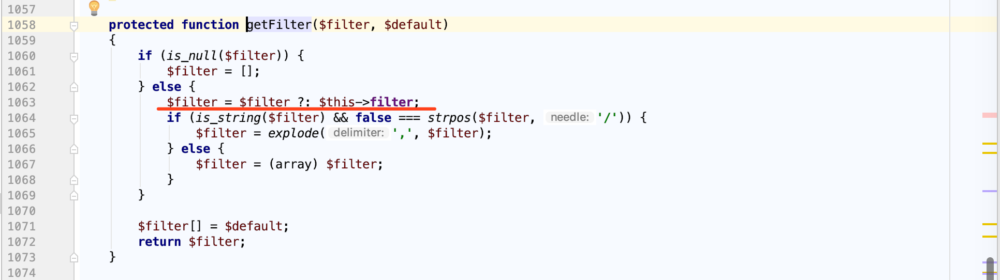 1057
1058 protected function getFilter($filter, $default)
1059 {
1060 if (is_null($filter)) {
1061 $filter = [];
1062 } else {
1063 $filter = $filter ?: $this->filter;
1064 if (is_string($filter) && false === strpos($filter, needle: '/')) {
1065 $filter = explode( delimiter: ',', $filter);
1066 } else {
1067 $filter = (array) $filter;
1068 }
1069 }
1070
1071 $filter[] = $default;
1072 return $filter;
1073 }
1074